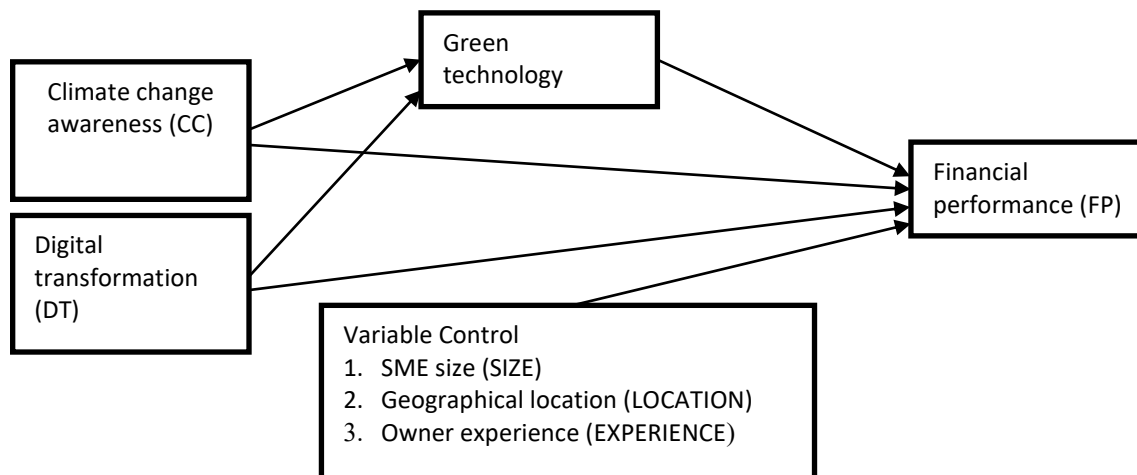 Green
technology
Climate change
awareness (CC)
Financial
performance (FP)
Digital
transformation
(DT)
Variable Control
1. SME size (SIZE)
2. Geographical location (LOCATION)
3. Owner experience (EXPERIENCE)